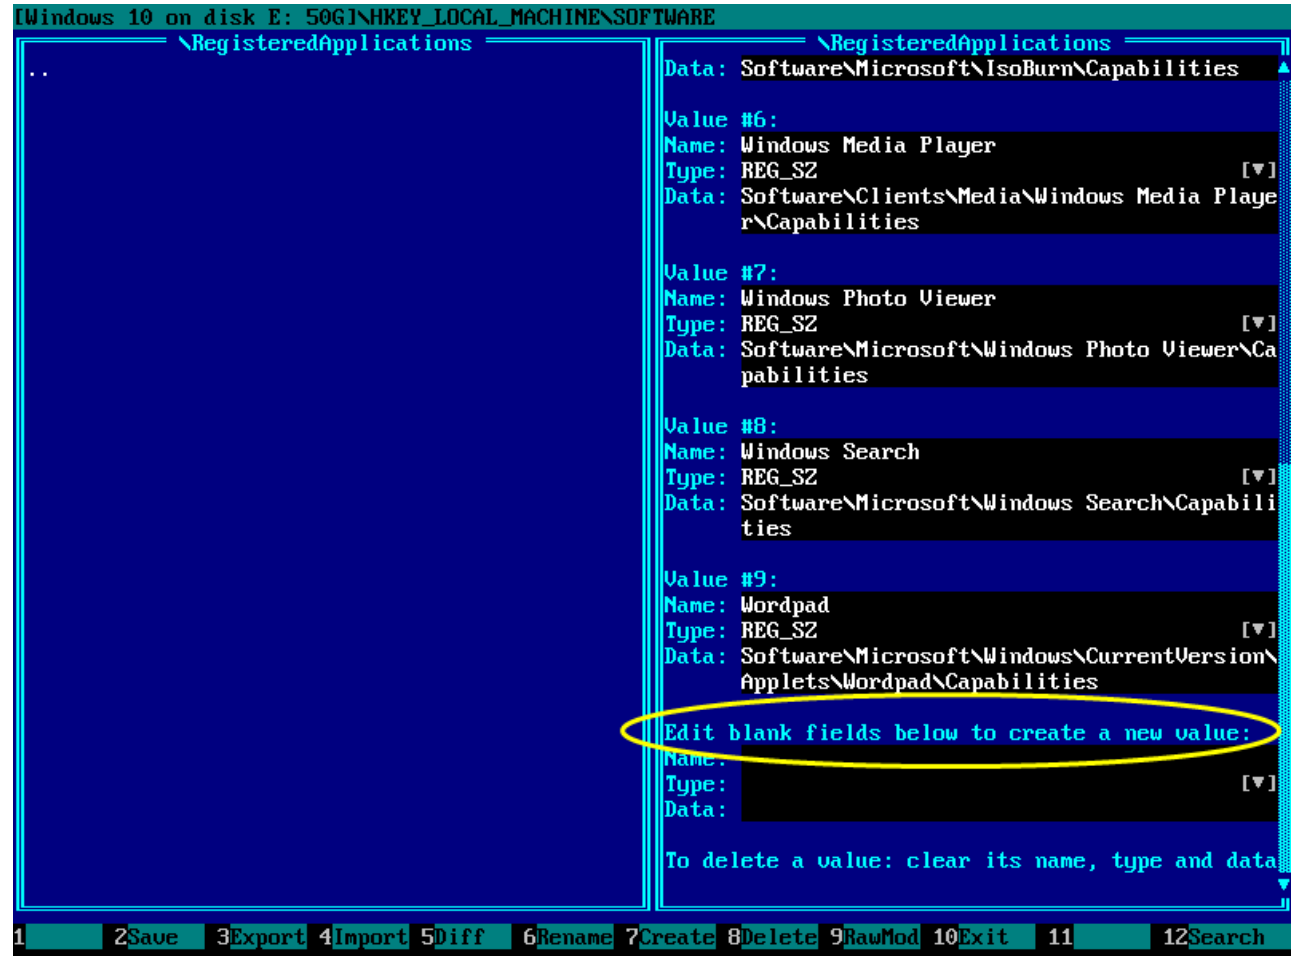 [Windows 10 on disk E: 50G]\HKEY_LOCAL_MACHINE\SOFTWARE
\RegisteredApplications
..
\RegisteredApplications
Data: Software\Microsoft\IsoBurn\Capabilities
Value #6:
Name: Windows Media Player
Type: REG_SZ [▼]
Data: Software\Clients\Media\Windows Media Playe
r\Capabilities
Value #7:
Name: Windows Photo Viewer
Type: REG_SZ [▼]
Data: Software\Microsoft\Windows Photo Viewer\Ca
pabilities
Value #8:
Name: Windows Search
Type: REG_SZ [▼]
Data: Software\Microsoft\Windows Search\Capabili
ties
Value #9:
Name: Wordpad
Type: REG_SZ [▼]
Data: Software\Microsoft\Windows\CurrentVersion\
Applets\Wordpad\Capabilities
Edit blank fields below to create a new value:
Name:
Type: [▼]
Data:
To delete a value: clear its name, type and data
1 2Save 3Export 4Import 5Diff 6Rename 7Create 8Delete 9RawMod 10Exit 11 12Search